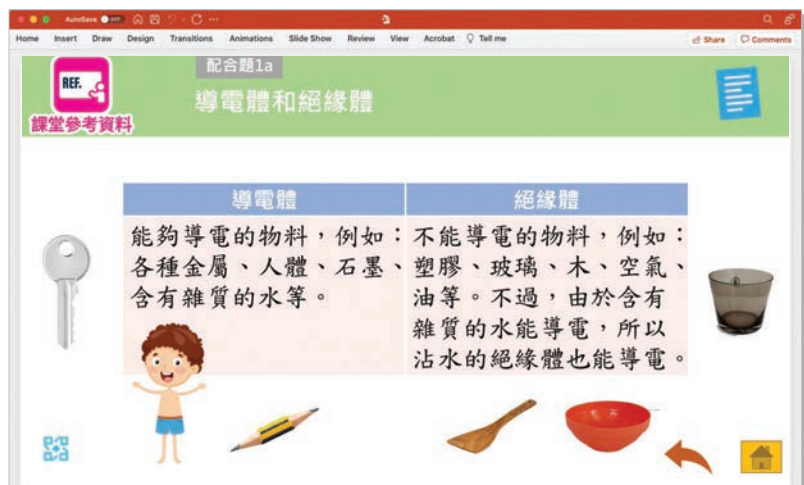 AutoSave OFF
Home Insert Draw Design Transitions Animations Slide Show Review View Acrobat Tell me Share Comments
配合題1a
REF.
導電體和絕緣體
課堂參考資料
導電體
能夠導電的物料，例如：
各種金屬、人體、石墨、
含有雜質的水等。
絕緣體
不能導電的物料，例如：
塑膠、玻璃、木、空氣、
油等。不過，由於含有
雜質的水能導電，所以
沾水的絕緣體也能導電。